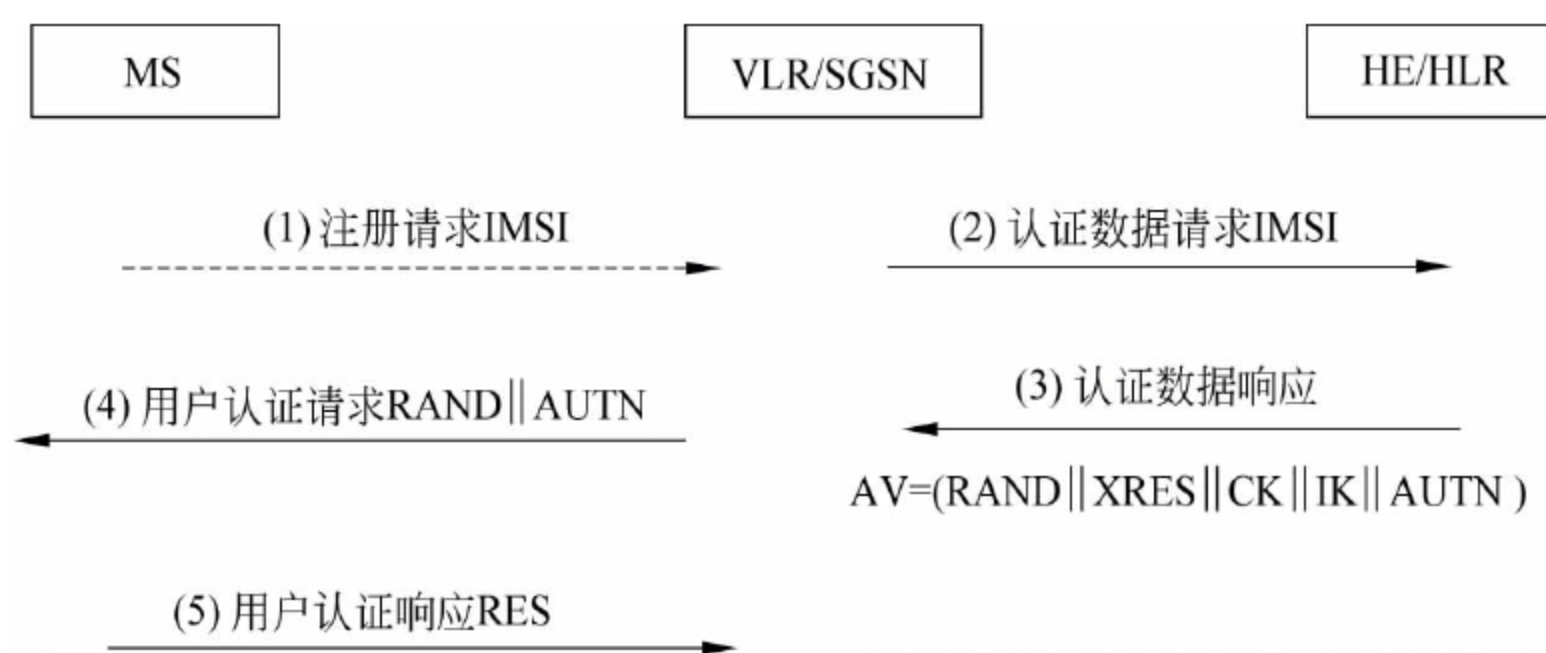 MS
VLR/SGSN
HE/HLR
(1) 注册请求IMSI
(2) 认证数据请求IMSI
(3) 认证数据响应
(4) 用户认证请求RAND||AUTN
AV=(RAND||XRES||CK||IK||AUTN )
(5) 用户认证响应RES